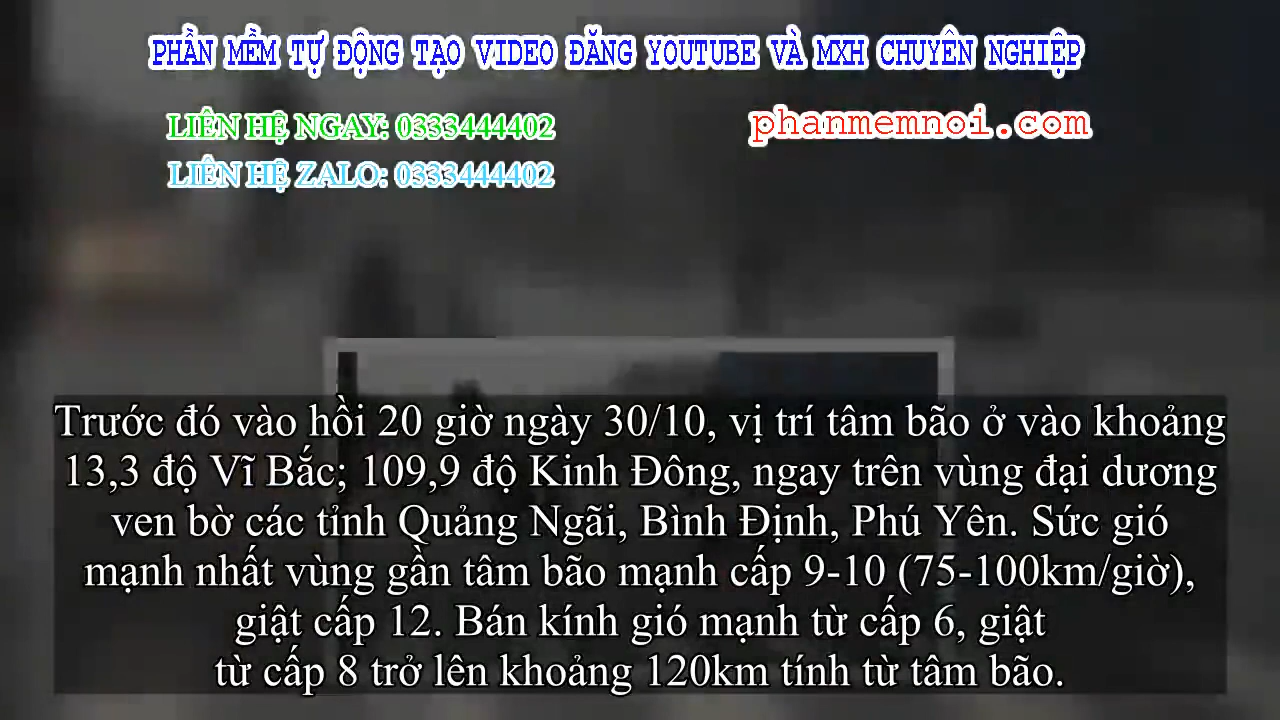 PHẦN MỀM TỰ ĐỘNG TẠO VIDEO ĐĂNG YOUTUBE VÀ MXH CHUYÊN NGHIỆP
LIÊN HỆ NGAY: 0333444402
phanmemnoi.com
LIÊN HỆ ZALO: 0333444402
Trước đó vào hồi 20 giờ ngày 30/10, vị trí tâm bão ở vào khoảng
13,3 độ Vĩ Bắc; 109,9 độ Kinh Đông, ngay trên vùng đại dương
ven bờ các tỉnh Quảng Ngãi, Bình Định, Phú Yên. Sức gió
mạnh nhất vùng gần tâm bão mạnh cấp 9-10 (75-100km/giờ),
giật cấp 12. Bán kính gió mạnh từ cấp 6, giật
từ cấp 8 trở lên khoảng 120km tính từ tâm bão.